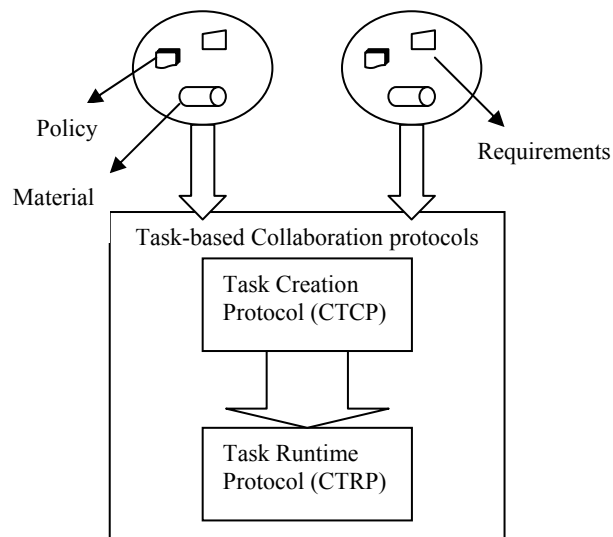 Policy
Requirements
Material
Task-based Collaboration protocols
Task Creation
Protocol (CTCP)
Task Runtime
Protocol (CTRP)